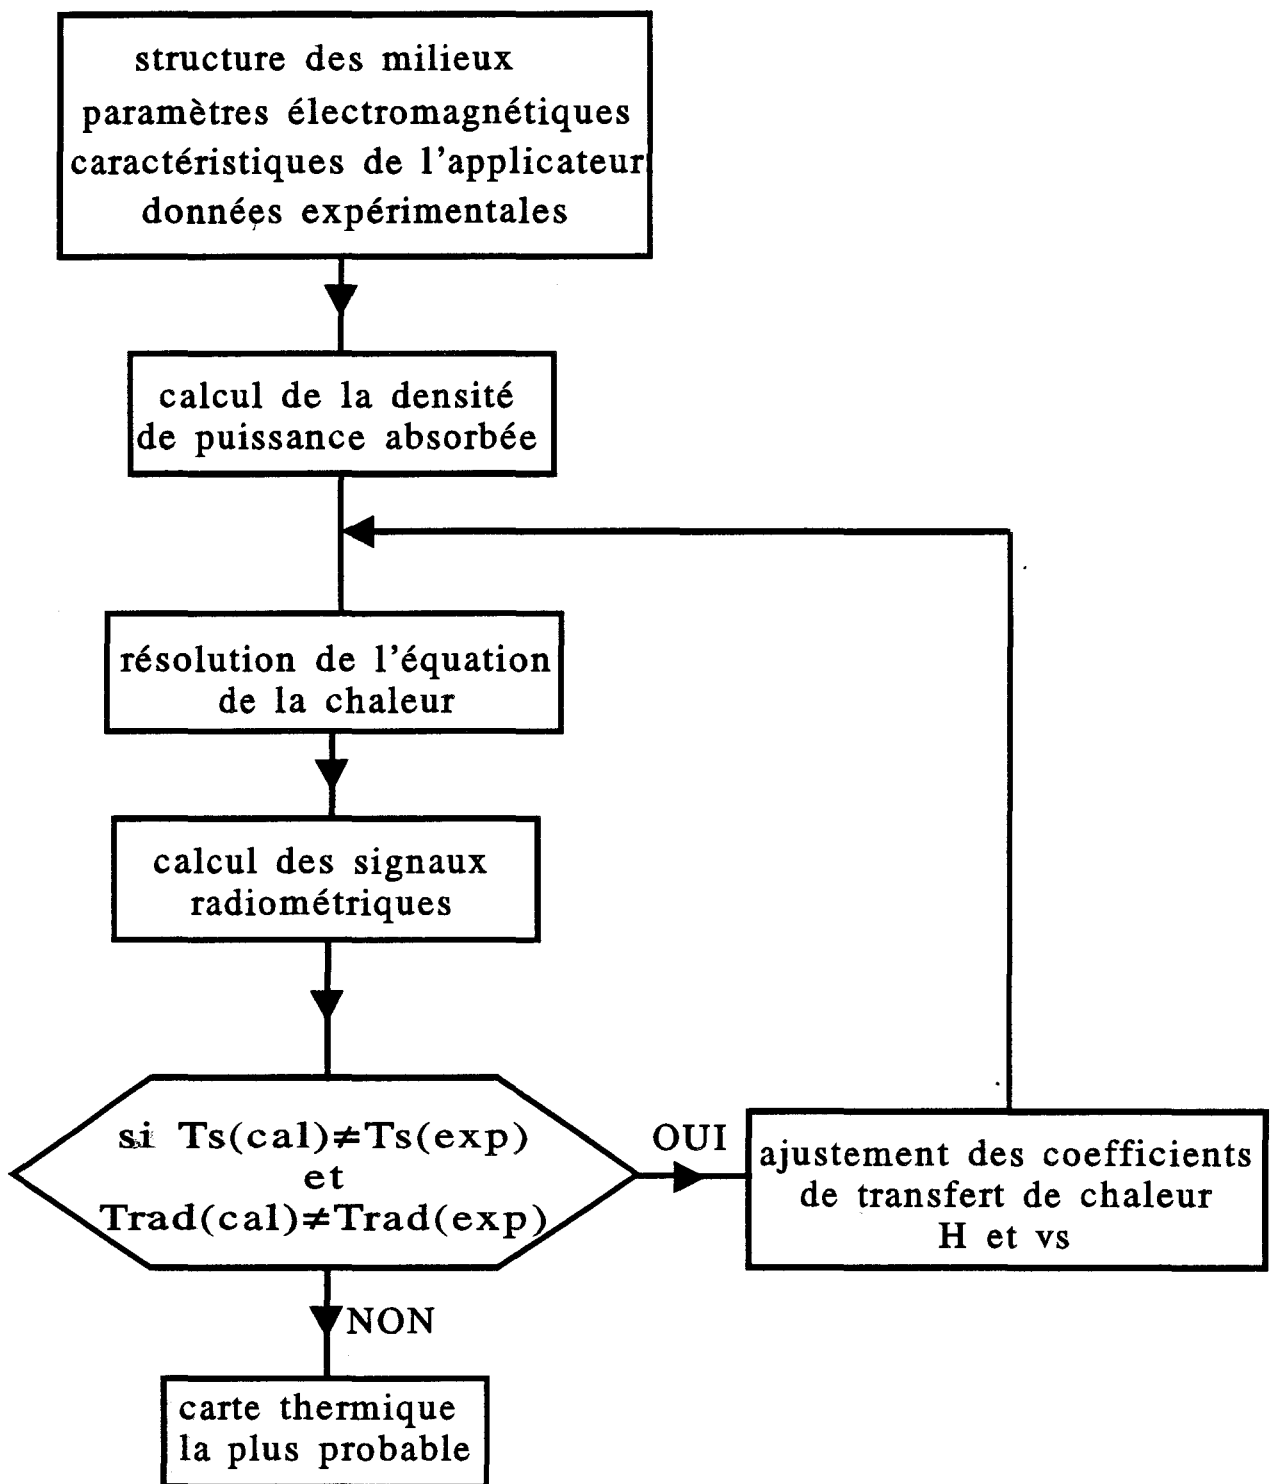 structure des milieux
paramètres électromagnétiques
caractéristiques de l'applicateur
données expérimentales
calcul de la densité
de puissance absorbée
résolution de l'équation
de la chaleur
calcul des signaux
radiométriques
si Ts(cal)≠Ts(exp)
et
Trad(cal)≠Trad(exp)
OUI
ajustement des coefficients
de transfert de chaleur
H et vs
NON
carte thermique
la plus probable